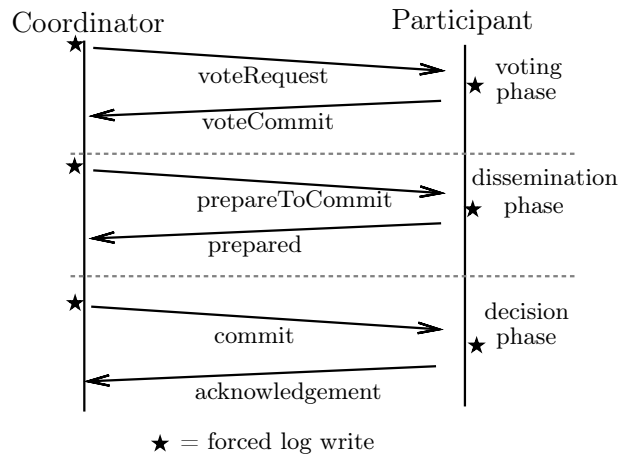 Coordinator
Participant
voteRequest
voting
phase
voteCommit
prepareToCommit
dissemination
phase
prepared
commit
decision
phase
acknowledgement
★ = forced log write